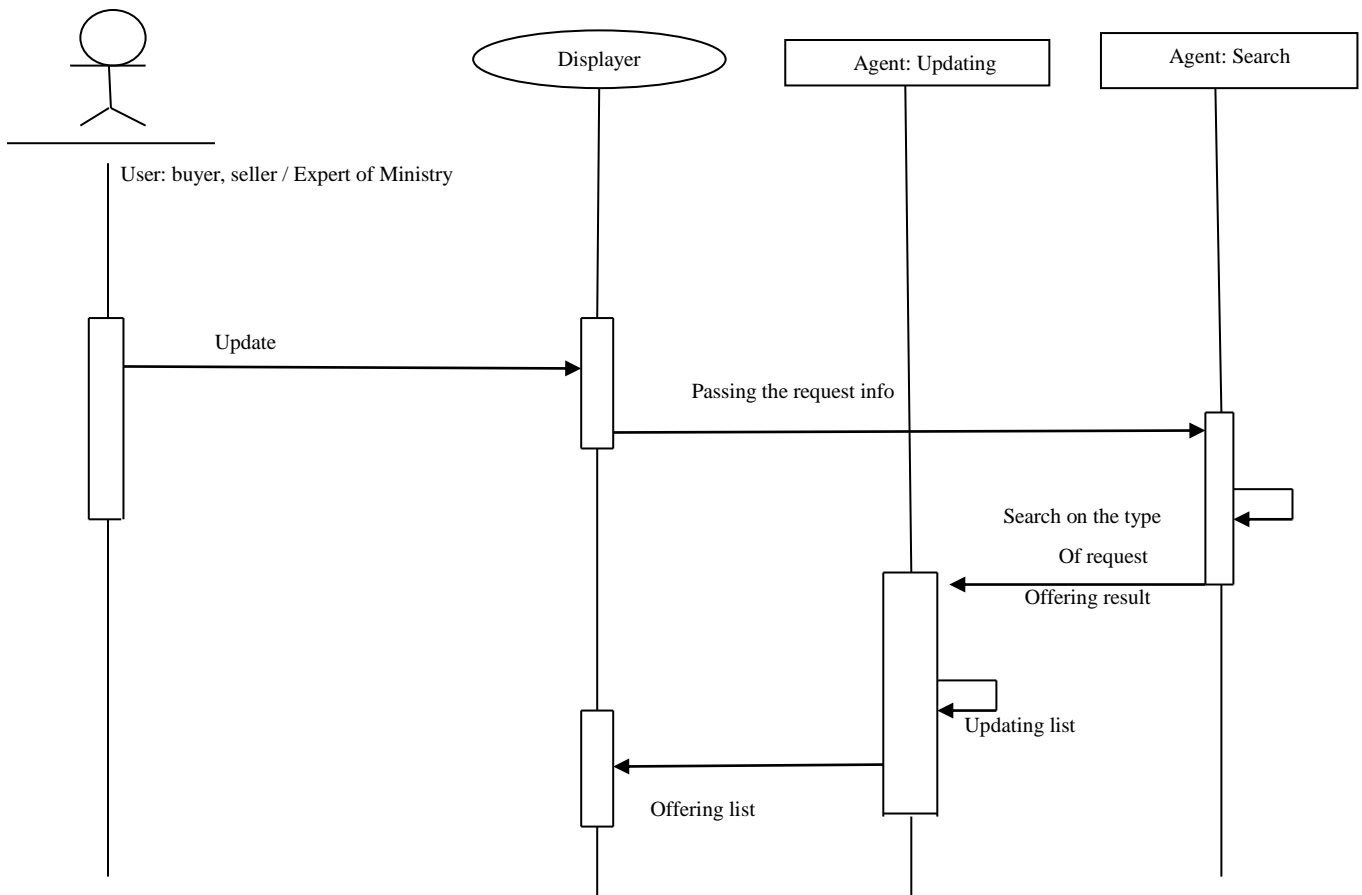 Displayer
Agent: Updating
Agent: Search
User: buyer, seller / Expert of Ministry
Update
Passing the request info
Search on the type
Of request
Offering result
Updating list
Offering list